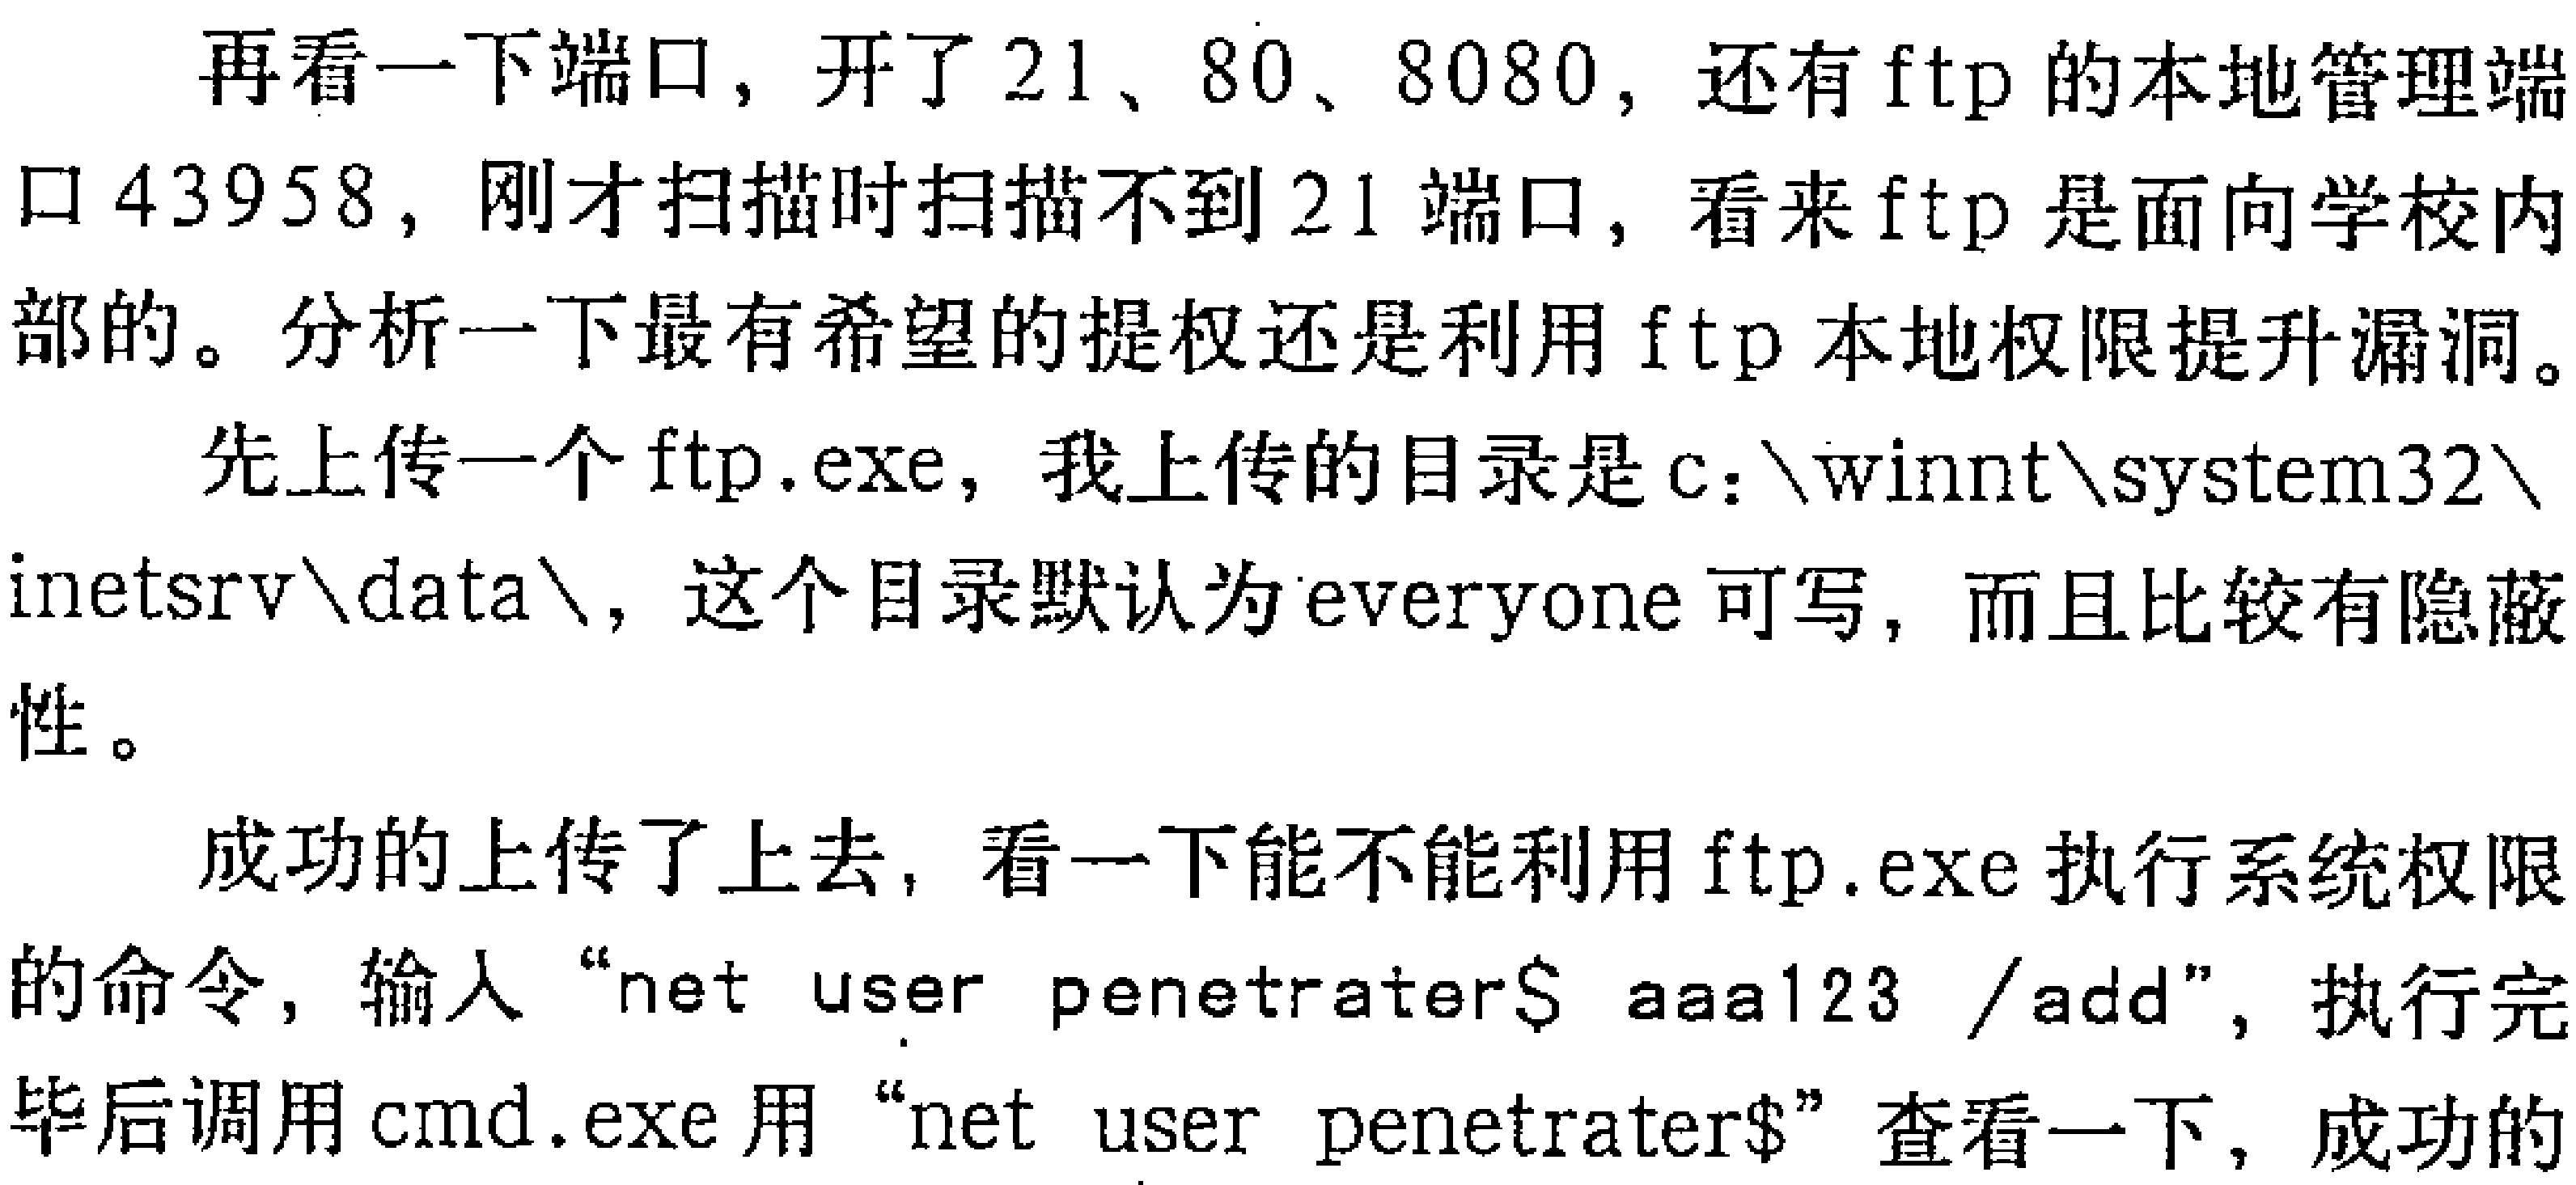 再看一下端口，开了21、80、8080，还有ftp的本地管理端
口43958，刚才扫描时扫描不到21端口，看来ftp是面向学校内
部的。分析一下最有希望的提权还是利用ftp本地权限提升漏洞。
先上传一个ftp.exe，我上传的目录是c:\winnt\system32\
inetsrv\data\，这个目录默认为everyone可写，而且比较有隐蔽
性。
成功的上传了上去，看一下能不能利用ftp.exe执行系统权限
的命令，输入“net user penetrater$ aaa123 /add”，执行完
毕后调用cmd.exe用“net user penetrater$”查看一下，成功的